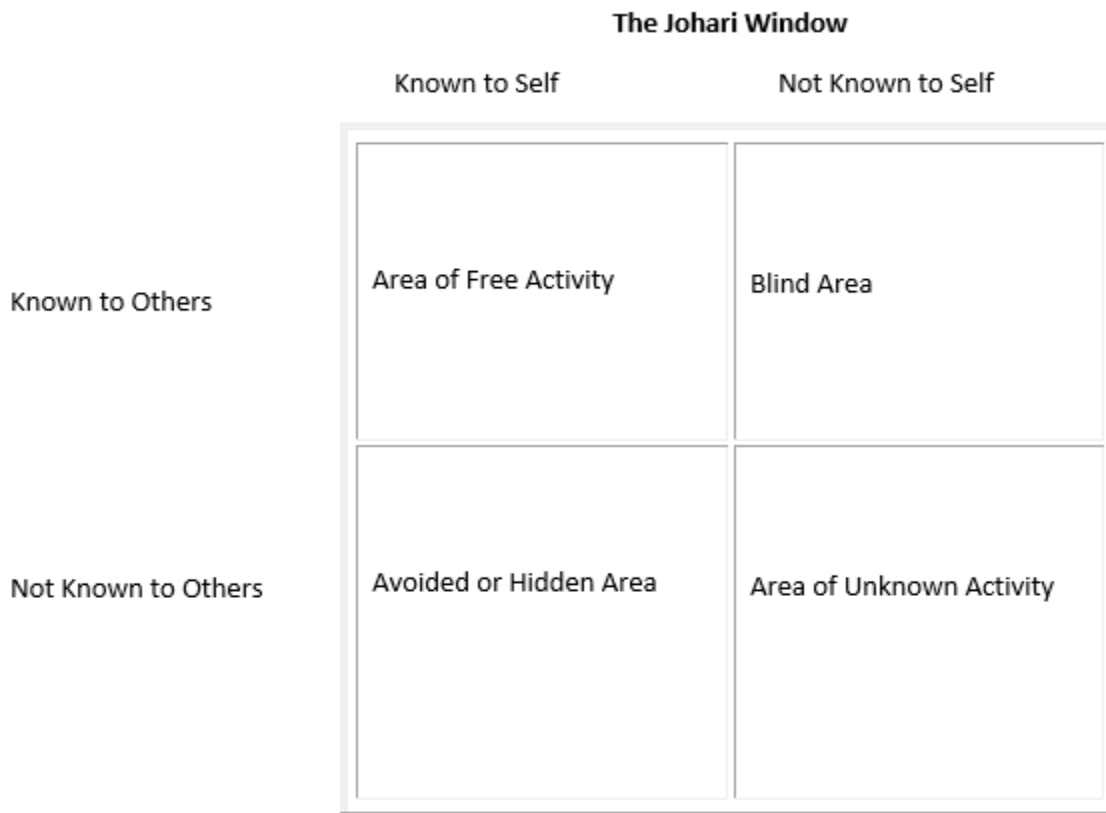 The Johari Window
Known to Self
Not Known to Self
Known to Others
Area of Free Activity
Blind Area
Not Known to Others
Avoided or Hidden Area
Area of Unknown Activity